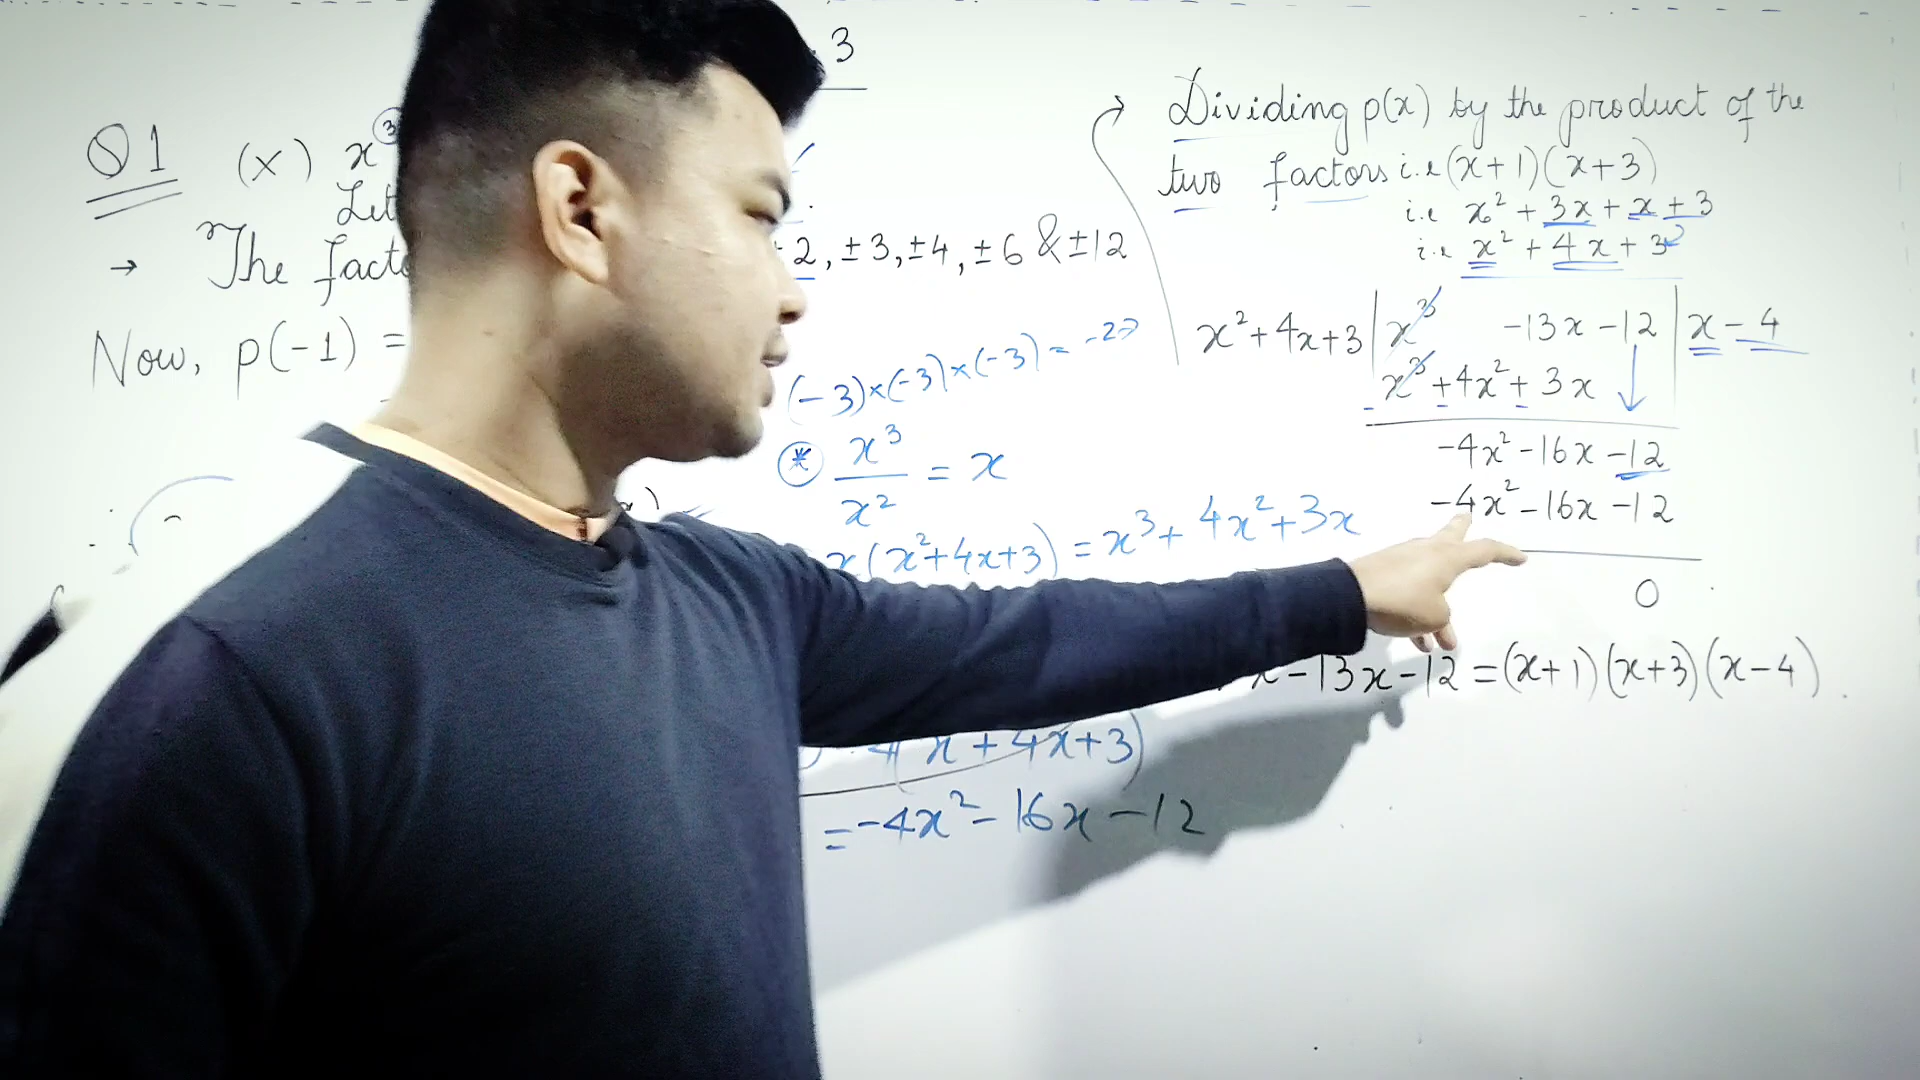 3
Q1 (x) x³
Let
→ The facto
2, ±3, ±4, ±6 & ±12
Now, p(-1) =
(-3)×(-3)×(-3) = -27
* x³/x² = x
x(x²+4x+3) = x³+4x²+3x
4(x+4x+3)
= -4x² - 16x - 12
→ Dividing p(x) by the product of the
two factors i.e (x+1)(x+3)
i.e x² + 3x + x + 3
i.e x² + 4x + 3
x²+4x+3 | x³ -13x -12 | x - 4
x³ + 4x² + 3x
- - -
-4x² -16x -12
-4x² -16x -12
0
x -13x -12 = (x+1)(x+3)(x-4)